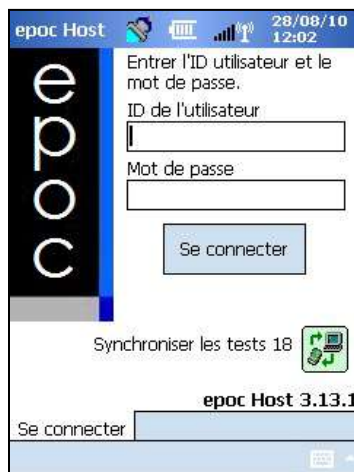 epoc Host
28/08/10
12:02
epoc
Entrer l'ID utilisateur et le
mot de passe.
ID de l'utilisateur
Mot de passe
Se connecter
Synchroniser les tests 18
epoc Host 3.13.1
Se connecter